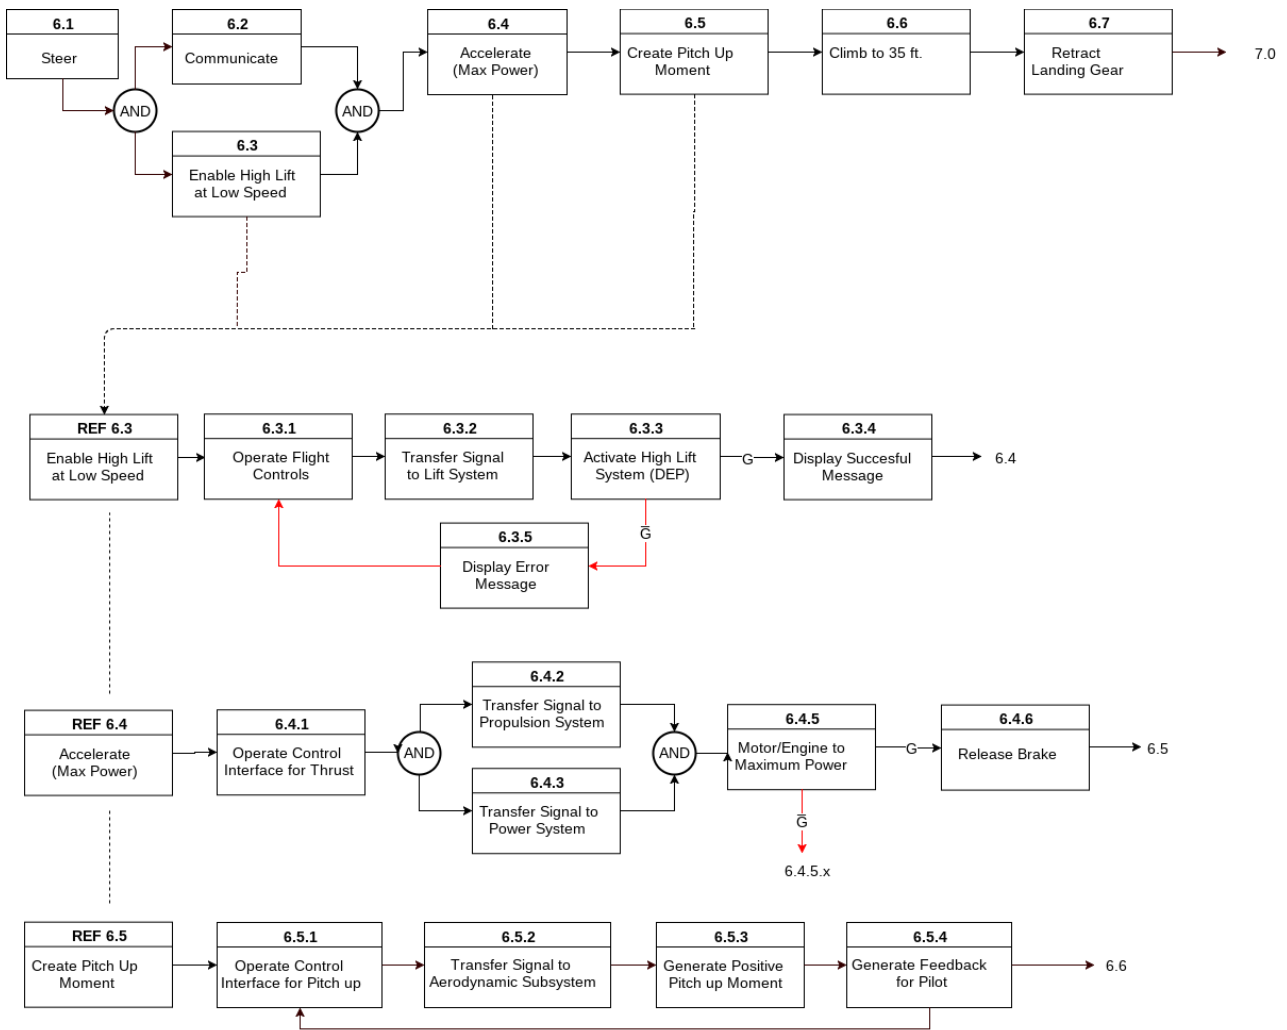 6.1
Steer
6.2
Communicate
AND
6.3
Enable High Lift
at Low Speed
AND
6.4
Accelerate
(Max Power)
6.5
Create Pitch Up
Moment
6.6
Climb to 35 ft.
6.7
Retract
Landing Gear
7.0
REF 6.3
Enable High Lift
at Low Speed
6.3.1
Operate Flight
Controls
6.3.2
Transfer Signal
to Lift System
6.3.3
Activate High Lift
System (DEP)
G
6.3.4
Display Succesful
Message
6.4
G̅
6.3.5
Display Error
Message
REF 6.4
Accelerate
(Max Power)
6.4.1
Operate Control
Interface for Thrust
AND
6.4.2
Transfer Signal to
Propulsion System
6.4.3
Transfer Signal to
Power System
AND
6.4.5
Motor/Engine to
Maximum Power
G
6.4.6
Release Brake
6.5
G̅
6.4.5.x
REF 6.5
Create Pitch Up
Moment
6.5.1
Operate Control
Interface for Pitch up
6.5.2
Transfer Signal to
Aerodynamic Subsystem
6.5.3
Generate Positive
Pitch up Moment
6.5.4
Generate Feedback
for Pilot
6.6